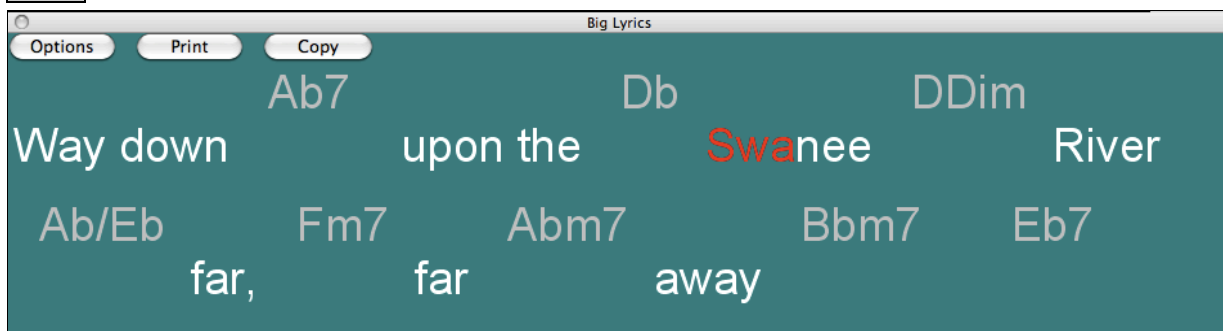 Big Lyrics
Options Print Copy
Ab7 Db DDim
Way down upon the Swanee River
Ab/Eb Fm7 Abm7 Bbm7 Eb7
far, far away